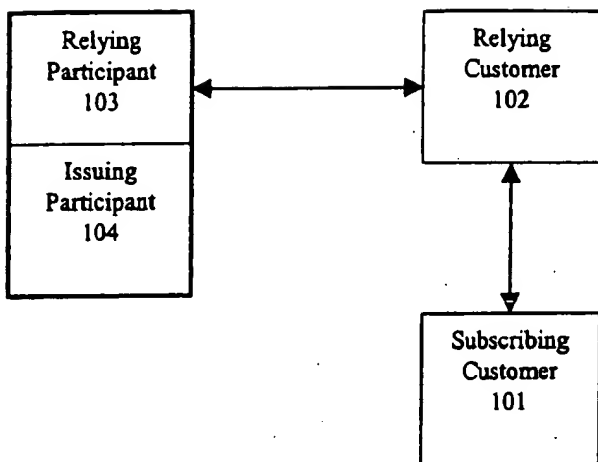 Relying
Participant
103
Issuing
Participant
104
Relying
Customer
102
Subscribing
Customer
101